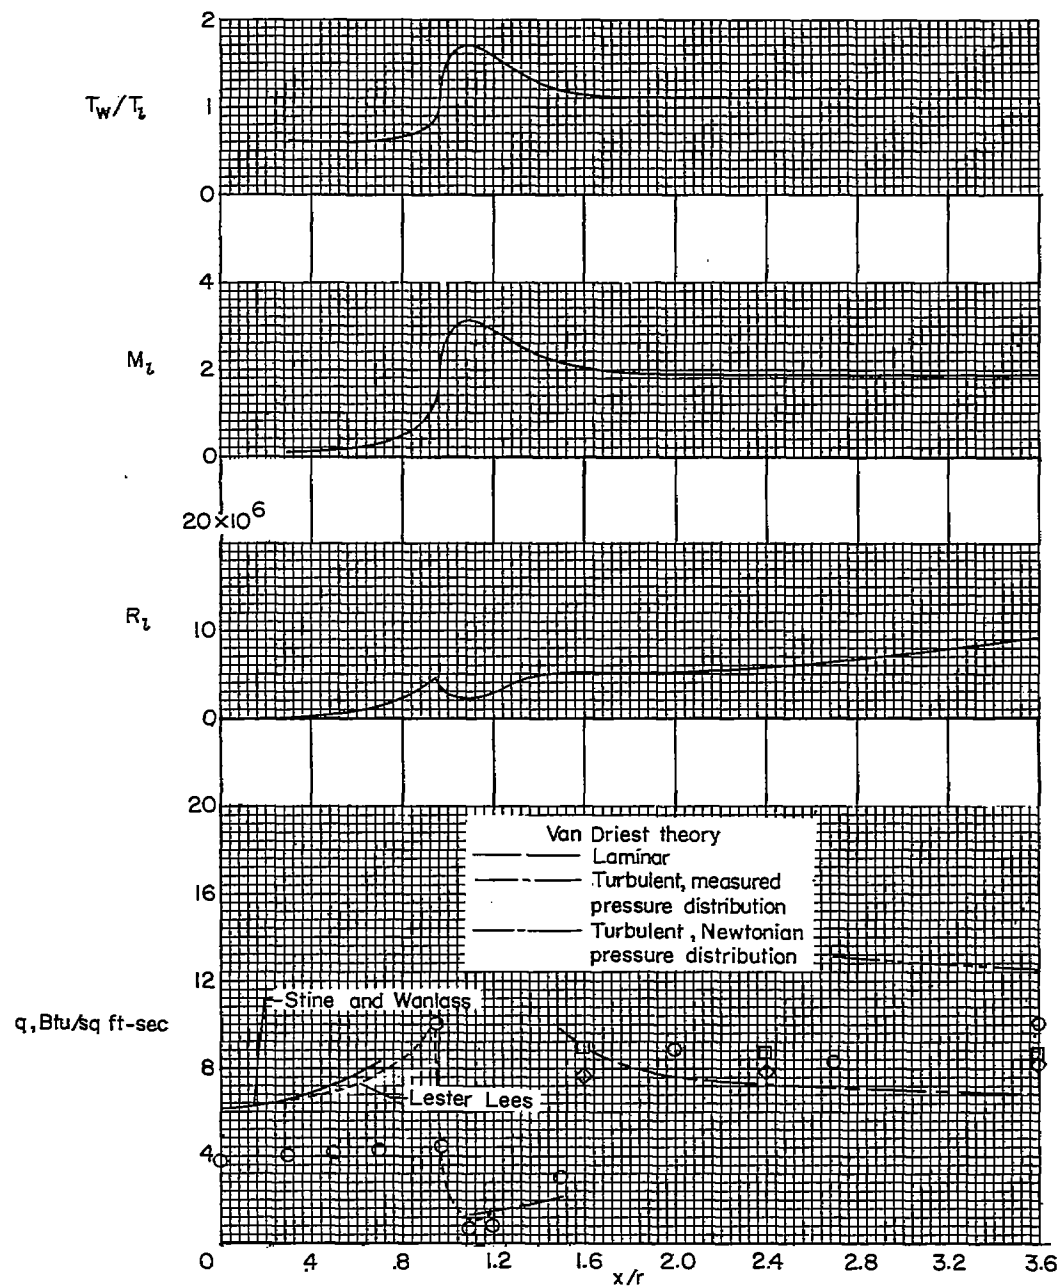 2
T_w/T_l
1
0
4
M_l
2
0
20×10^6
R_l
10
0
20
Van Driest theory
Laminar
Turbulent, measured
pressure distribution
Turbulent, Newtonian
pressure distribution
16
12
Stine and Wanlass
q, Btu/sq ft-sec
8
Lester Lees
4
0 .4 .8 1.2 1.6 2.0 2.4 2.8 3.2 3.6
x/r